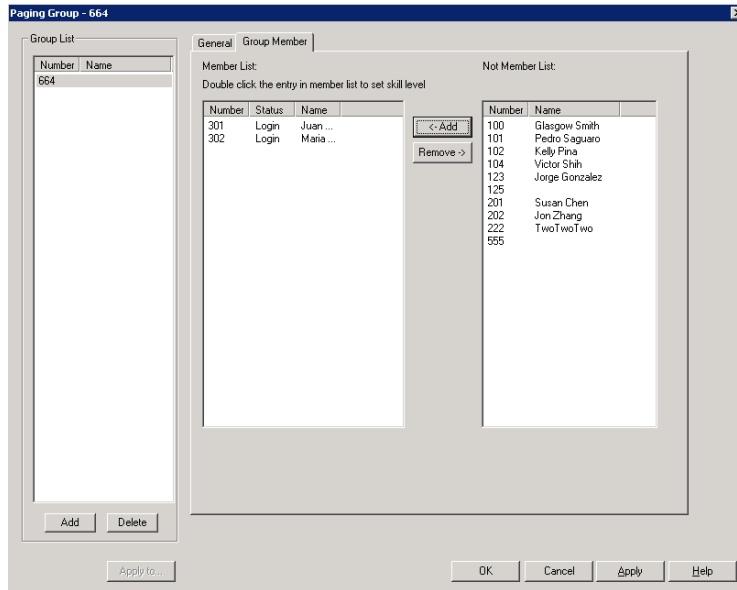 Paging Group - 664
Group List
Number Name
664
Add Delete
Apply to...
General Group Member
Member List:
Double click the entry in member list to set skill level
Number Status Name
301 Login Juan ...
302 Login Maria ...
<- Add
Remove ->
Not Member List:
Number Name
100 Glasgow Smith
101 Pedro Saguaro
102 Kelly Pina
104 Victor Shih
123 Jorge Gonzalez
125
201 Susan Chen
202 Jon Zhang
222 TwoTwoTwo
555
OK Cancel Apply Help